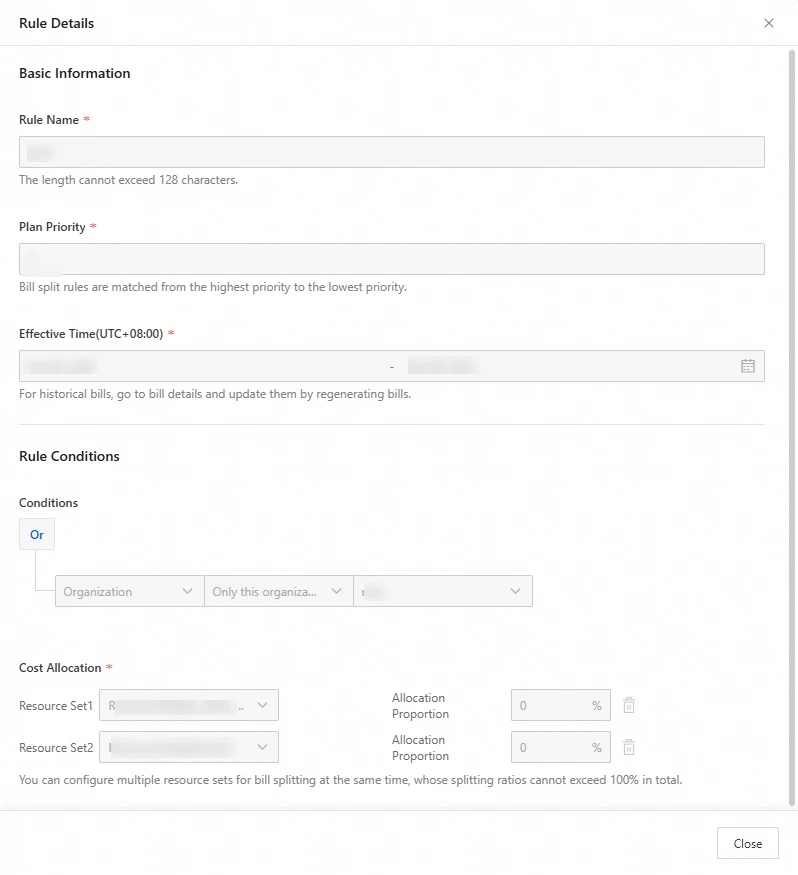 Rule Details
Basic Information
Rule Name *
The length cannot exceed 128 characters.
Plan Priority *
Bill split rules are matched from the highest priority to the lowest priority.
Effective Time(UTC+08:00) *
-
For historical bills, go to bill details and update them by regenerating bills.
Rule Conditions
Conditions
Or
Organization Only this organiza...
Cost Allocation *
Resource Set1 Allocation Proportion 0 %
Resource Set2 Allocation Proportion 0 %
You can configure multiple resource sets for bill splitting at the same time, whose splitting ratios cannot exceed 100% in total.
Close